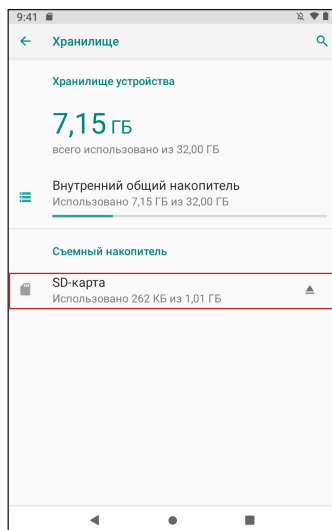 9:41
Хранилище
Хранилище устройства
7,15 ГБ
всего использовано из 32,00 ГБ
Внутренний общий накопитель
Использовано 7,15 ГБ из 32,00 ГБ
Съемный накопитель
SD-карта
Использовано 262 КБ из 1,01 ГБ